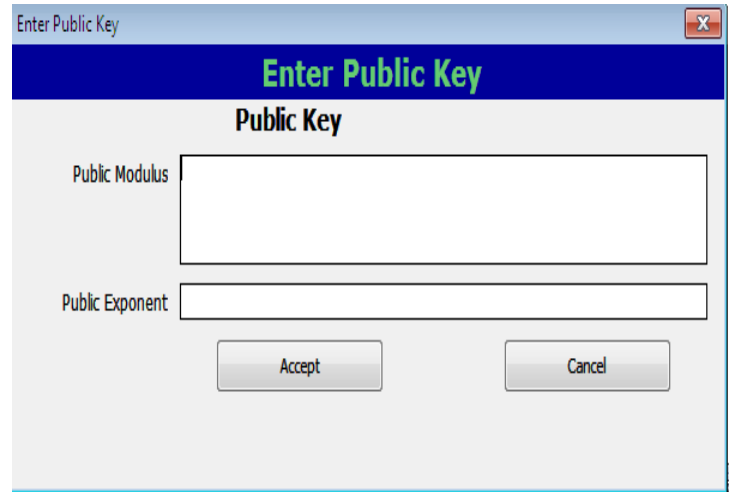 Enter Public Key
Enter Public Key
Public Key
Public Modulus
Public Exponent
Accept Cancel